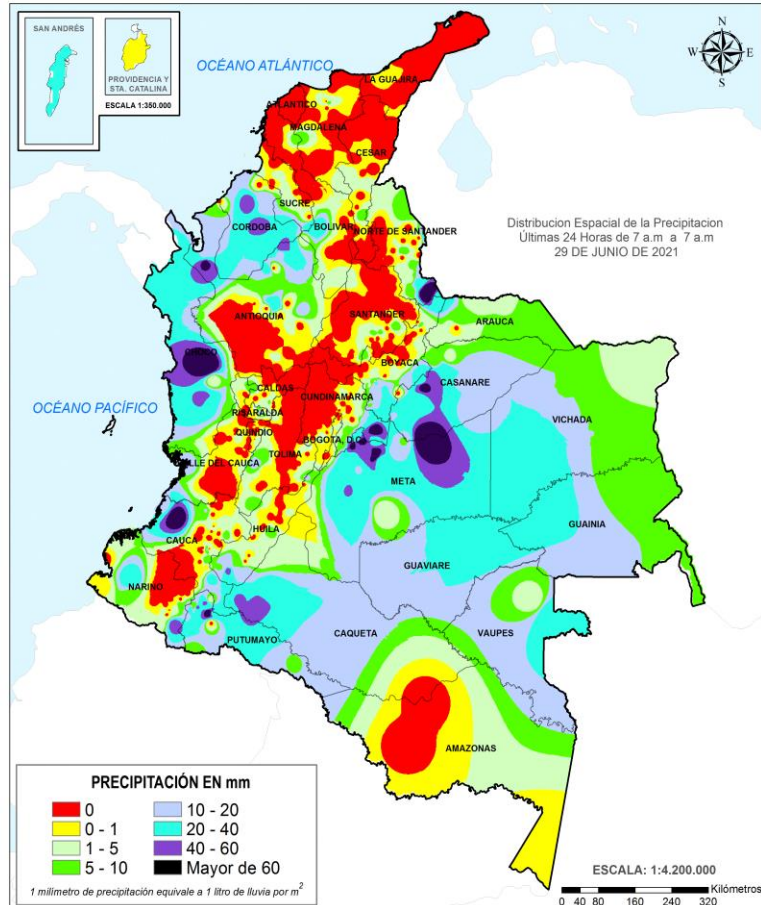 SAN ANDRÉS
PROVIDENCIA Y
STA. CATALINA
ESCALA 1:350.000
OCÉANO ATLÁNTICO
N
W E
S
LA GUAJIRA
ATLANTICO
MAGDALENA
CESAR
SUCRE
CORDOBA
BOLIVAR
NORTE DE SANTANDER
Distribucion Espacial de la Precipitacion
Últimas 24 Horas de 7 a.m a 7 a.m
29 DE JUNIO DE 2021
ANTIOQUIA
SANTANDER
ARAUCA
CHOCO
BOYACA
CASANARE
CALDAS
CUNDINAMARCA
OCÉANO PACÍFICO
RISARALDA
VICHADA
QUINDIO
BOGOTA, D.C.
TOLIMA
VALLE DEL CAUCA
META
GUAINIA
HUILA
CAUCA
GUAVIARE
NARIÑO
CAQUETA
VAUPES
PUTUMAYO
AMAZONAS
PRECIPITACIÓN EN mm
0
0 - 1
1 - 5
5 - 10
10 - 20
20 - 40
40 - 60
Mayor de 60
1 milímetro de precipitación equivale a 1 litro de lluvia por m²
ESCALA: 1:4.200.000
Kilómetros
0 40 80 160 240 320